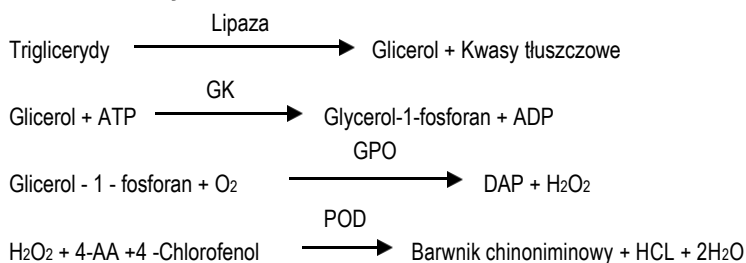 Lipaza
Triglicerydy Glicerol + Kwasy tłuszczowe
GK
Glicerol + ATP Glycerol-1-fosforan + ADP
GPO
Glicerol - 1 - fosforan + O2 DAP + H2O2
POD
H2O2 + 4-AA +4 -Chlorofenol Barwnik chinoniminowy + HCL + 2H2O